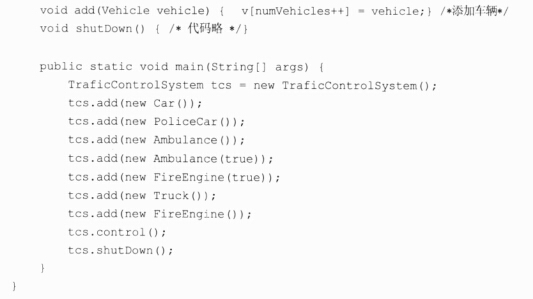 void add(Vehicle vehicle) {  v[numVehicles++] = vehicle;} /*添加车辆*/
void shutDown() { /* 代码略 */}
public static void main(String[] args) {
TraficControlSystem tcs = new TraficControlSystem();
tcs.add(new Car());
tcs.add(new PoliceCar());
tcs.add(new Ambulance());
tcs.add(new Ambulance(true));
tcs.add(new FireEngine(true));
tcs.add(new Truck());
tcs.add(new FireEngine());
tcs.control();
tcs.shutDown();
}
}